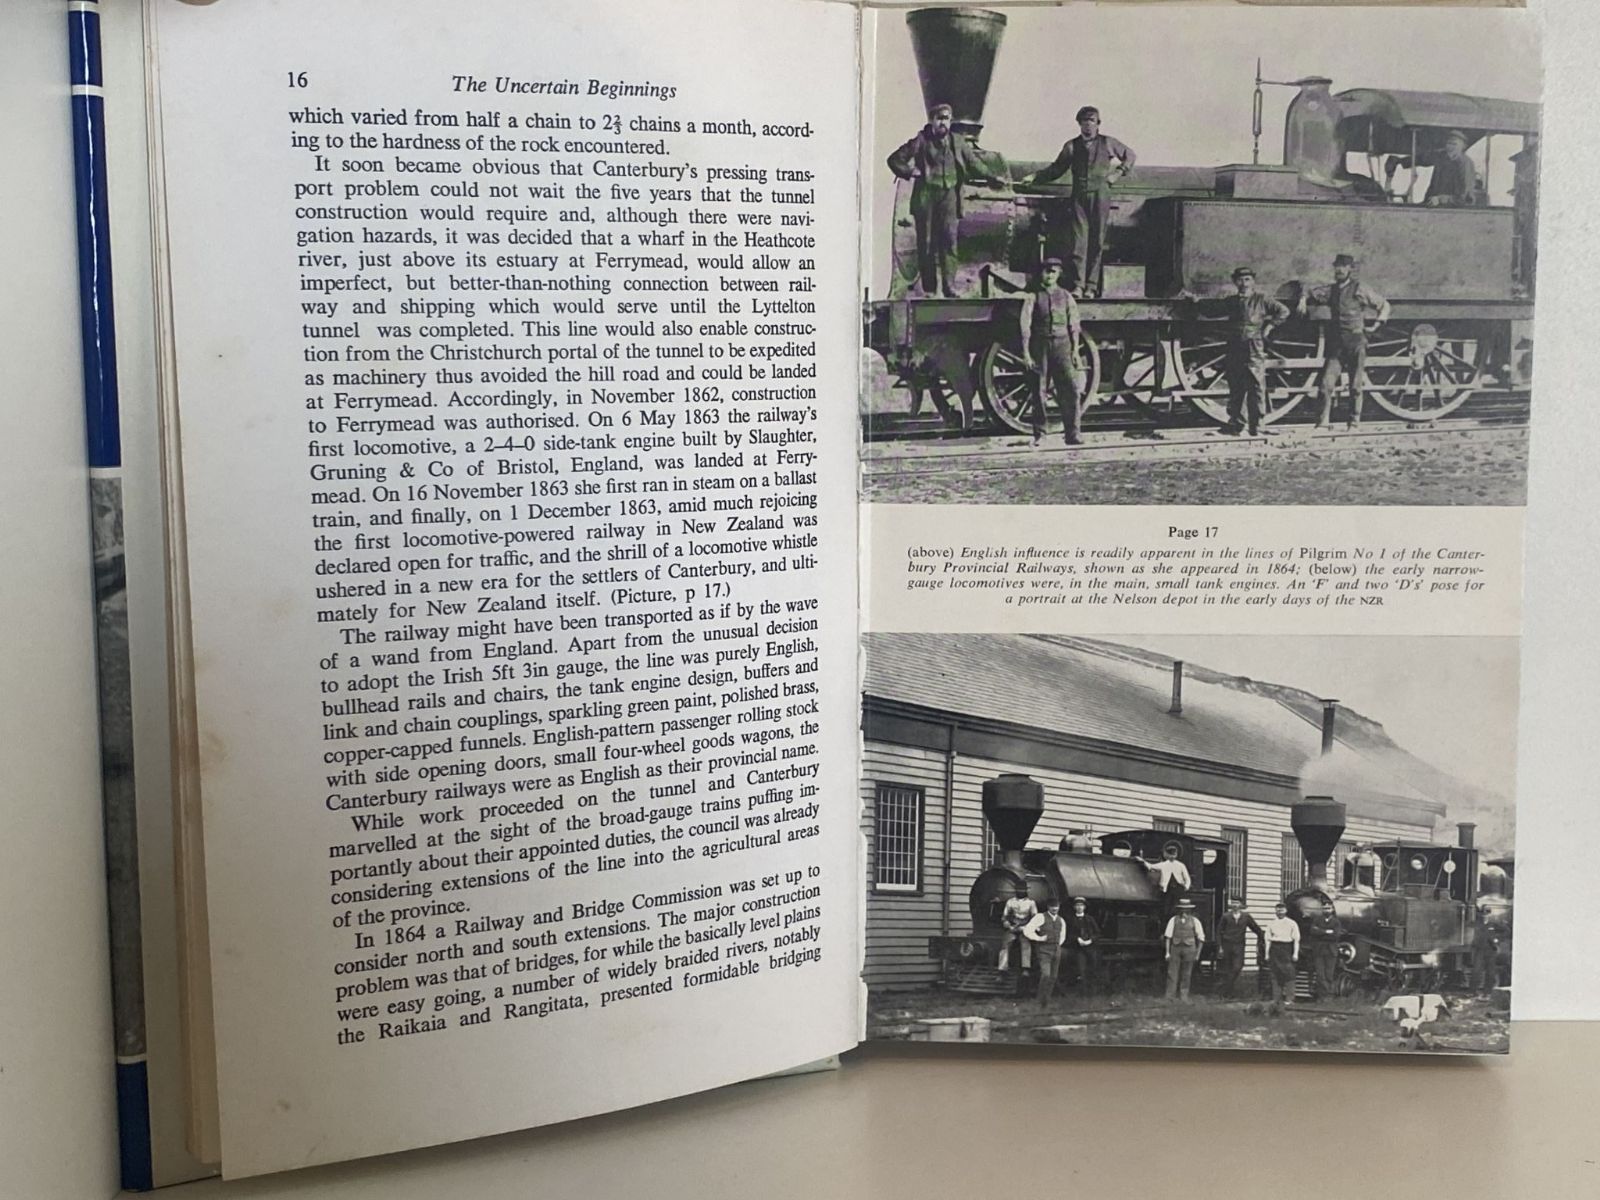 16
The Uncertain Beginnings
which varied from half a chain to 2⅔ chains a month, accord-
ing to the hardness of the rock encountered.
It soon became obvious that Canterbury's pressing trans-
port problem could not wait the five years that the tunnel
construction would require and, although there were navi-
gation hazards, it was decided that a wharf in the Heathcote
river, just above its estuary at Ferrymead, would allow an
imperfect, but better-than-nothing connection between rail-
way and shipping which would serve until the Lyttelton
tunnel was completed. This line would also enable construc-
tion from the Christchurch portal of the tunnel to be expedited
as machinery thus avoided the hill road and could be landed
at Ferrymead. Accordingly, in November 1862, construction
to Ferrymead was authorised. On 6 May 1863 the railway's
first locomotive, a 2–4–0 side-tank engine built by Slaughter,
Gruning & Co of Bristol, England, was landed at Ferry-
mead. On 16 November 1863 she first ran in steam on a ballast
train, and finally, on 1 December 1863, amid much rejoicing
the first locomotive-powered railway in New Zealand was
declared open for traffic, and the shrill of a locomotive whistle
ushered in a new era for the settlers of Canterbury, and ulti-
mately for New Zealand itself. (Picture, p 17.)
The railway might have been transported as if by the wave
of a wand from England. Apart from the unusual decision
to adopt the Irish 5ft 3in gauge, the line was purely English,
bullhead rails and chairs, the tank engine design, buffers and
link and chain couplings, sparkling green paint, polished brass,
copper-capped funnels. English-pattern passenger rolling stock
with side opening doors, small four-wheel goods wagons, the
Canterbury railways were as English as their provincial name.
While work proceeded on the tunnel and Canterbury
marvelled at the sight of the broad-gauge trains puffing im-
portantly about their appointed duties, the council was already
considering extensions of the line into the agricultural areas
of the province.
In 1864 a Railway and Bridge Commission was set up to
consider north and south extensions. The major construction
problem was that of bridges, for while the basically level plains
were easy going, a number of widely braided rivers, notably
the Raikaia and Rangitata, presented formidable bridging
Page 17
(above) English influence is readily apparent in the lines of Pilgrim No 1 of the Canter-
bury Provincial Railways, shown as she appeared in 1864; (below) the early narrow-
gauge locomotives were, in the main, small tank engines. An 'F' and two 'D's' pose for
a portrait at the Nelson depot in the early days of the NZR